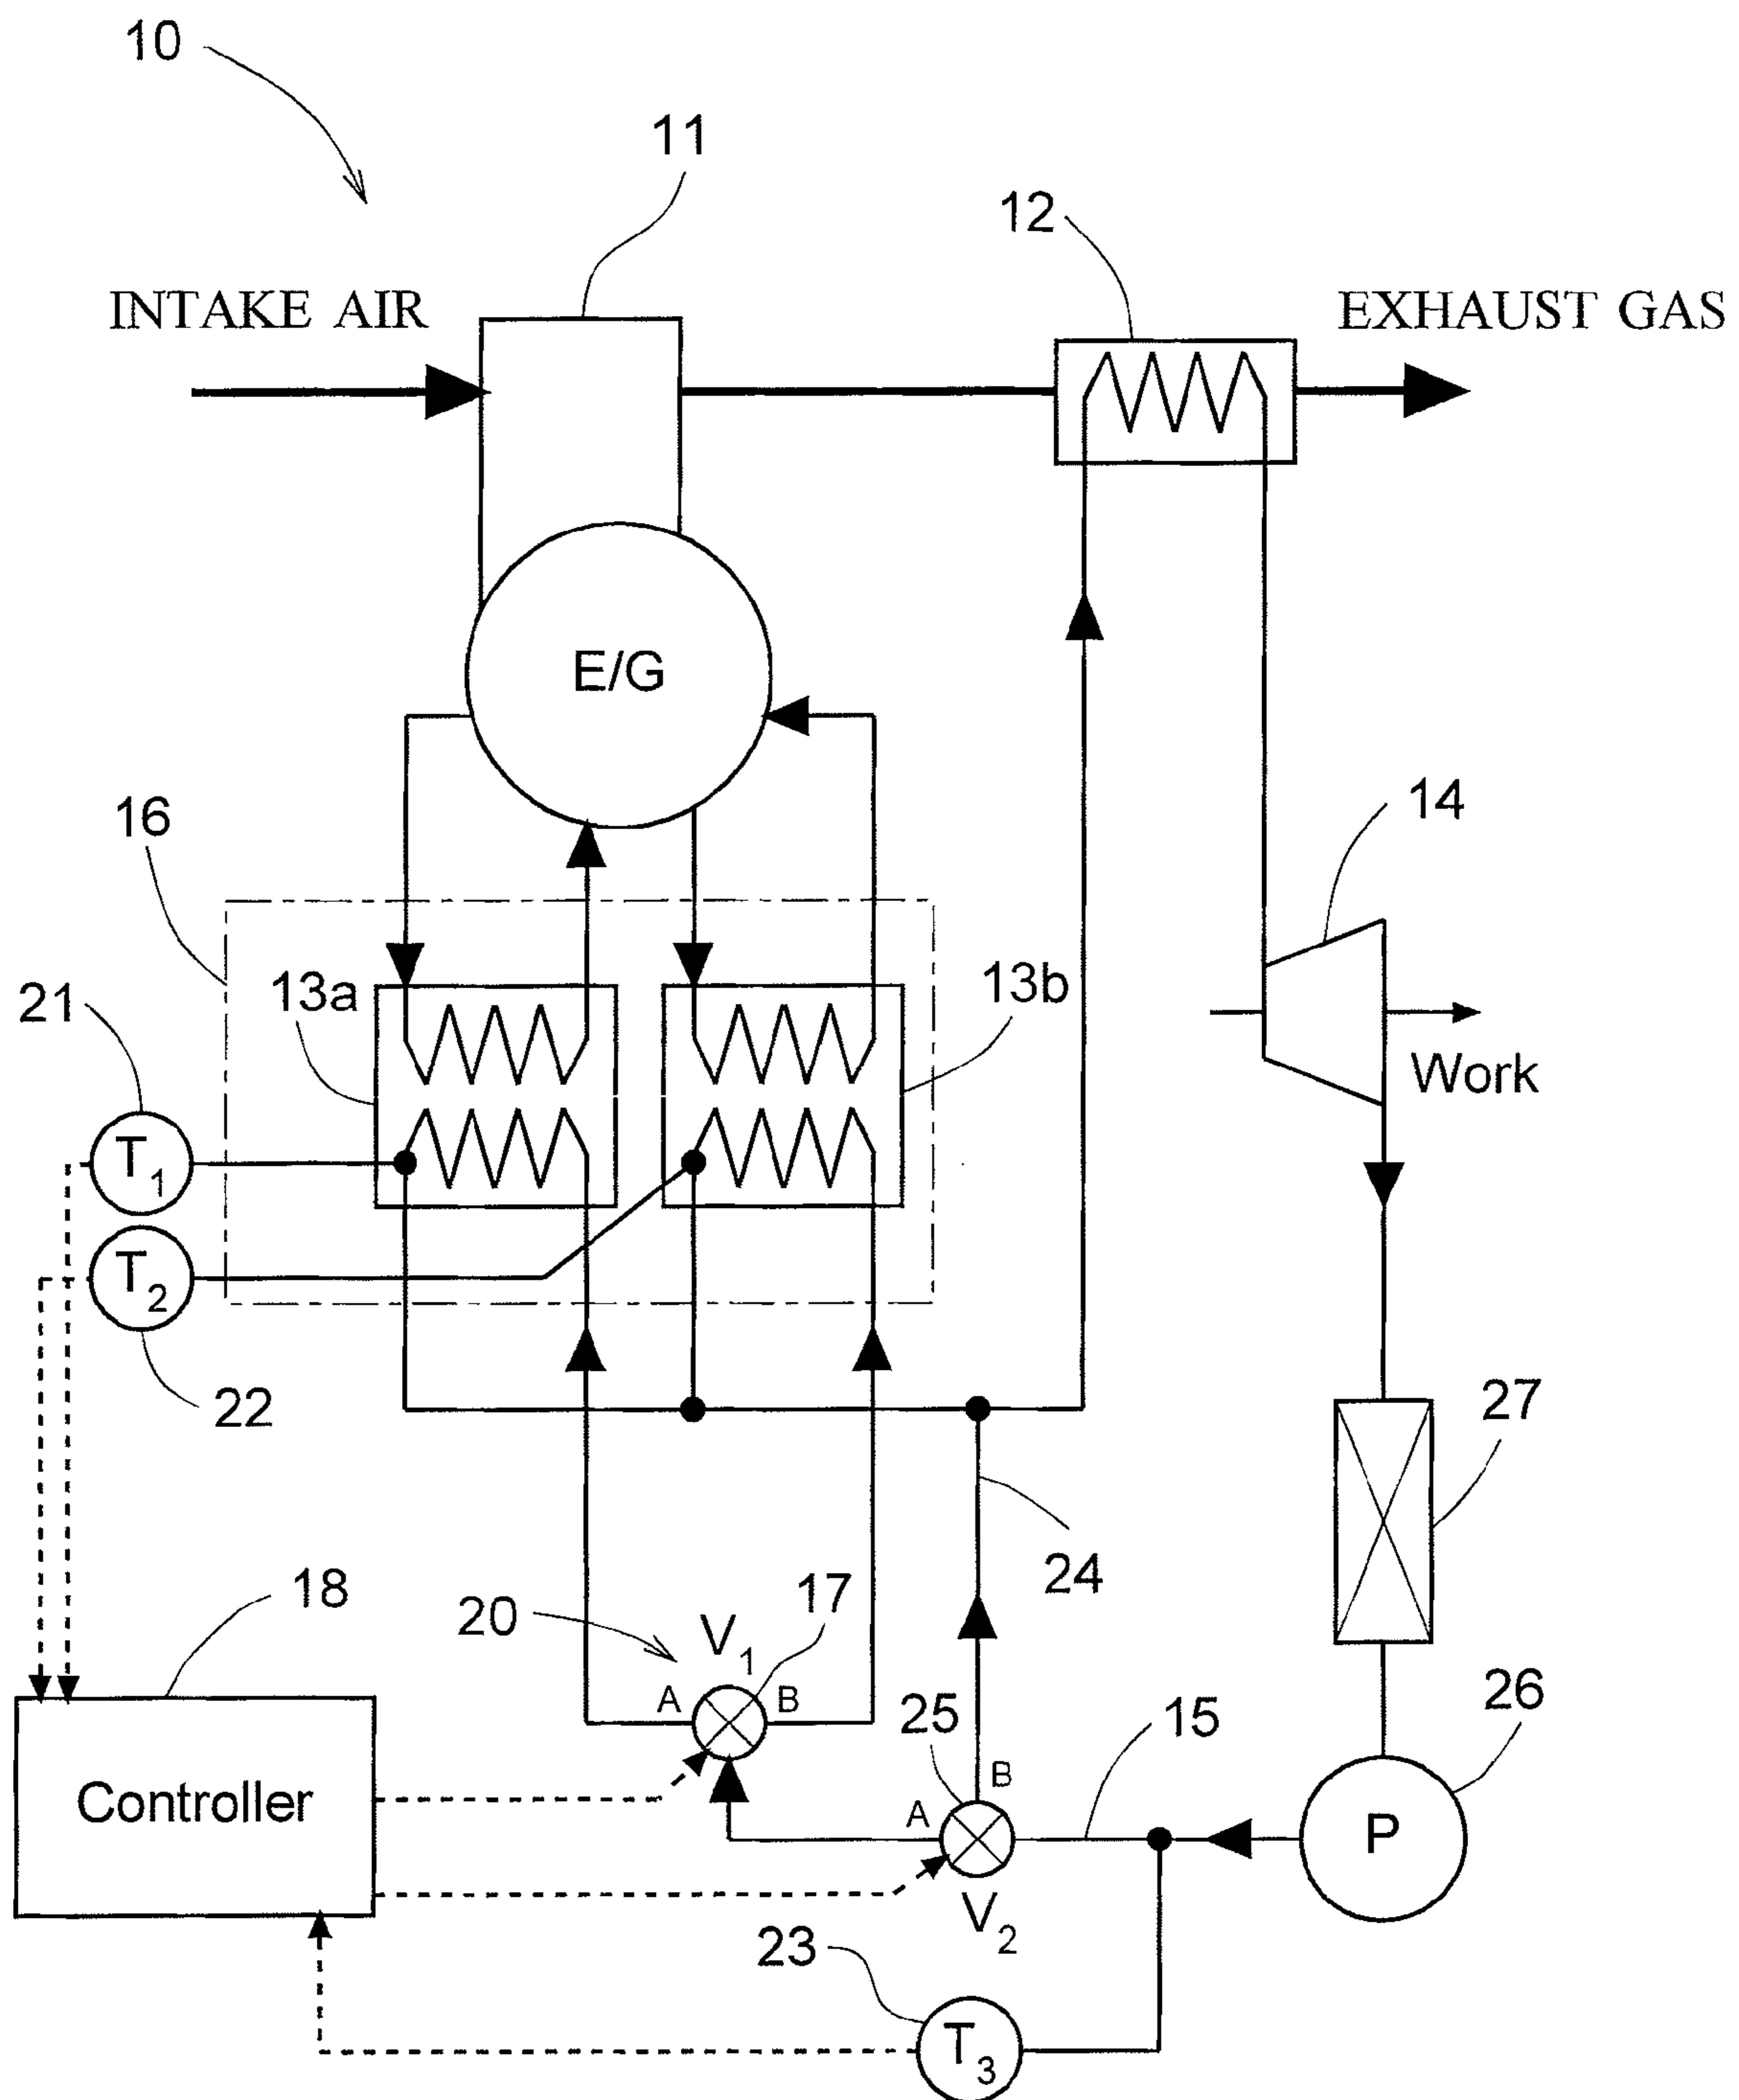 10
11
12
INTAKE AIR
EXHAUST GAS
E/G
16
14
21
13a
13b
Work
T1
T2
22
27
24
18
20
V1
17
A
B
25
15
26
B
A
Controller
P
V2
23
T3